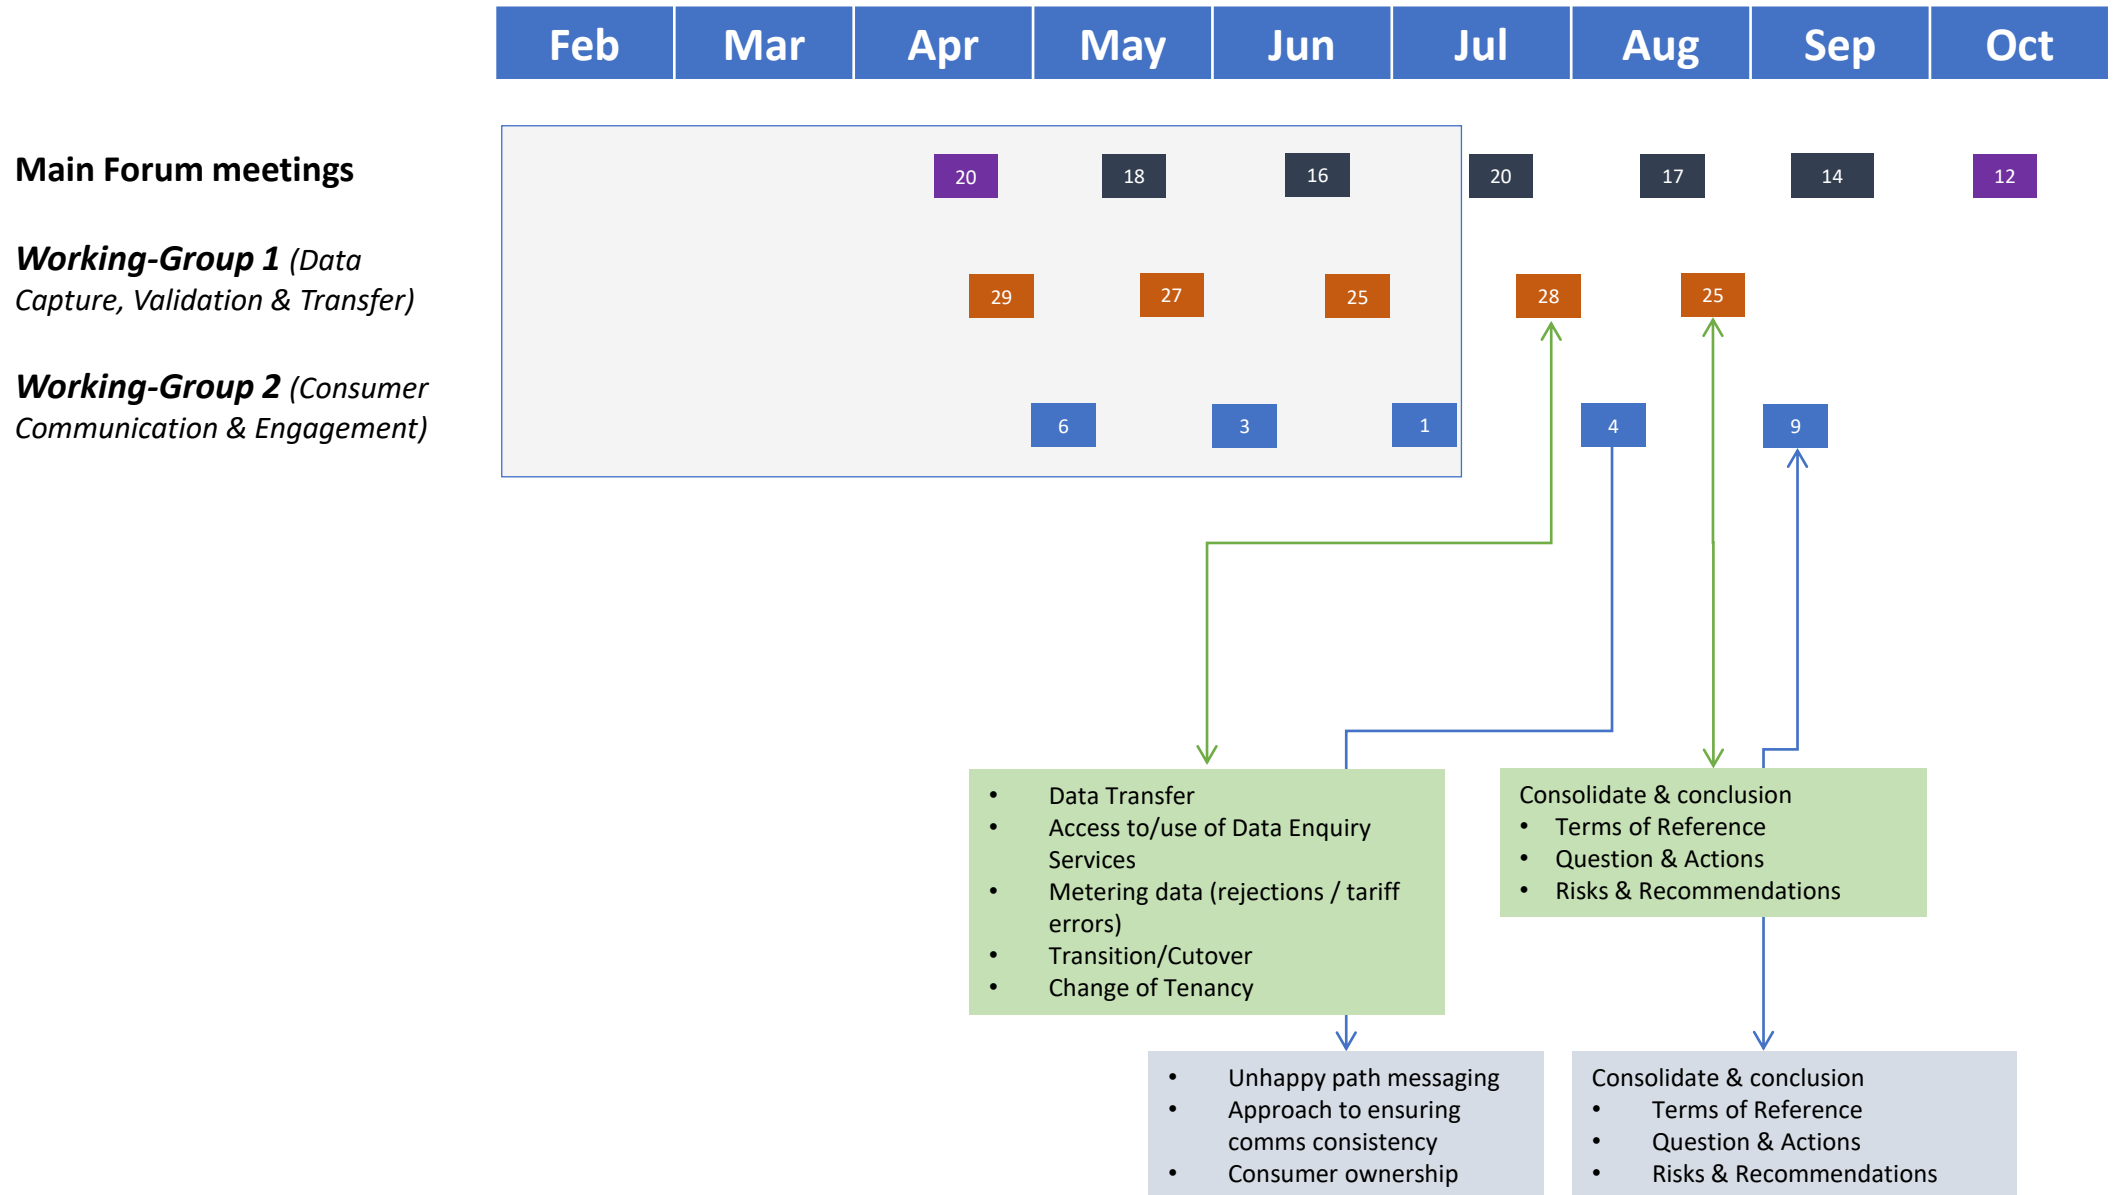 Feb Mar Apr May Jun Jul Aug Sep Oct
Main Forum meetings
20 18 16 20 17 14 12
Working-Group 1 (Data
Capture, Validation & Transfer)
29 27 25 28 25
Working-Group 2 (Consumer
Communication & Engagement)
6 3 1 4 9
• Data Transfer
• Access to/use of Data Enquiry
Services
• Metering data (rejections / tariff
errors)
• Transition/Cutover
• Change of Tenancy
Consolidate & conclusion
• Terms of Reference
• Question & Actions
• Risks & Recommendations
• Unhappy path messaging
• Approach to ensuring
comms consistency
• Consumer ownership
Consolidate & conclusion
• Terms of Reference
• Question & Actions
• Risks & Recommendations